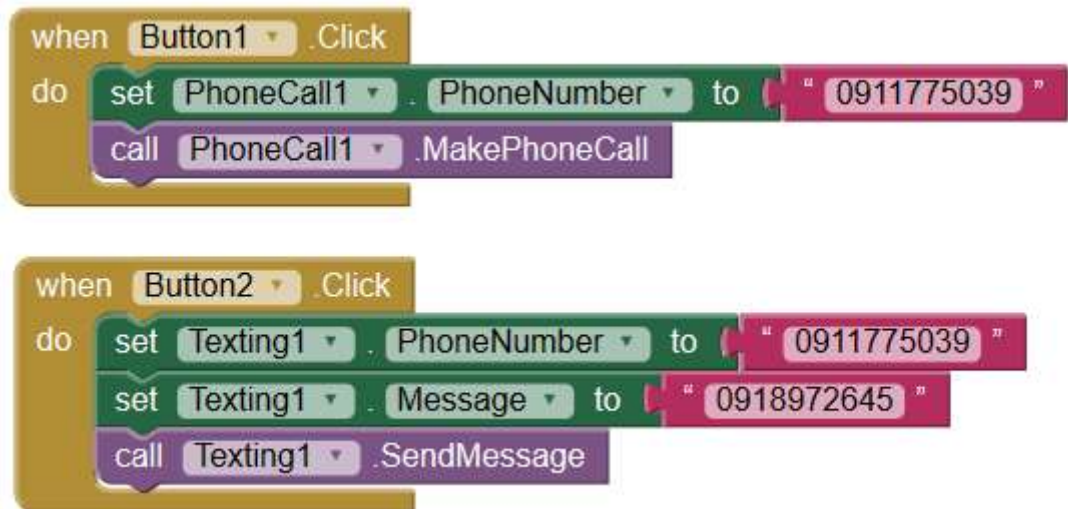 when Button1 .Click
do set PhoneCall1 . PhoneNumber to “ 0911775039 ”
call PhoneCall1 .MakePhoneCall
when Button2 .Click
do set Texting1 . PhoneNumber to “ 0911775039 ”
set Texting1 . Message to “ 0918972645 ”
call Texting1 .SendMessage